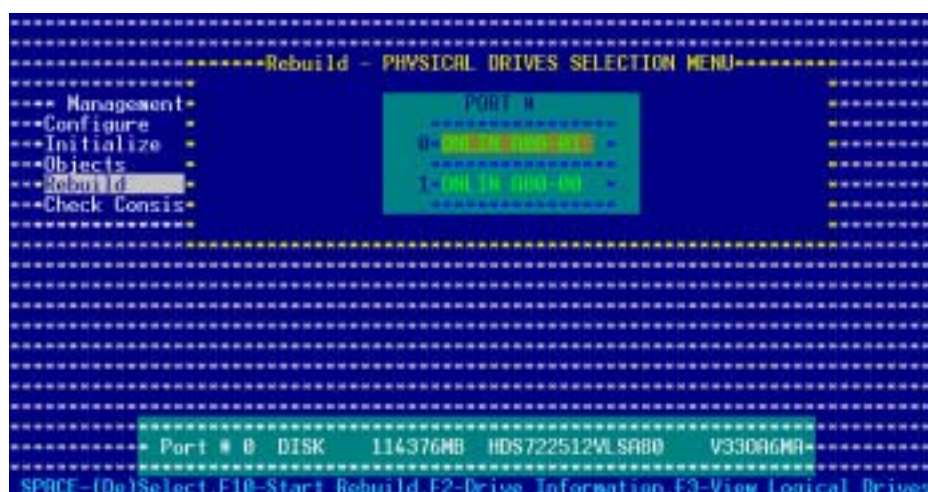 Rebuild - PHYSICAL DRIVES SELECTION MENU
Management
Configure
Initialize
Objects
Rebuild
Check Consis
PORT #
0
1 ONLIN A00-00
Port # 0 DISK 114376MB HDS722512VLSA80 V33OA6MA
SPACE-(De)Select,F10-Start Rebuild,F2-Drive Information,F3-View Logical Drives